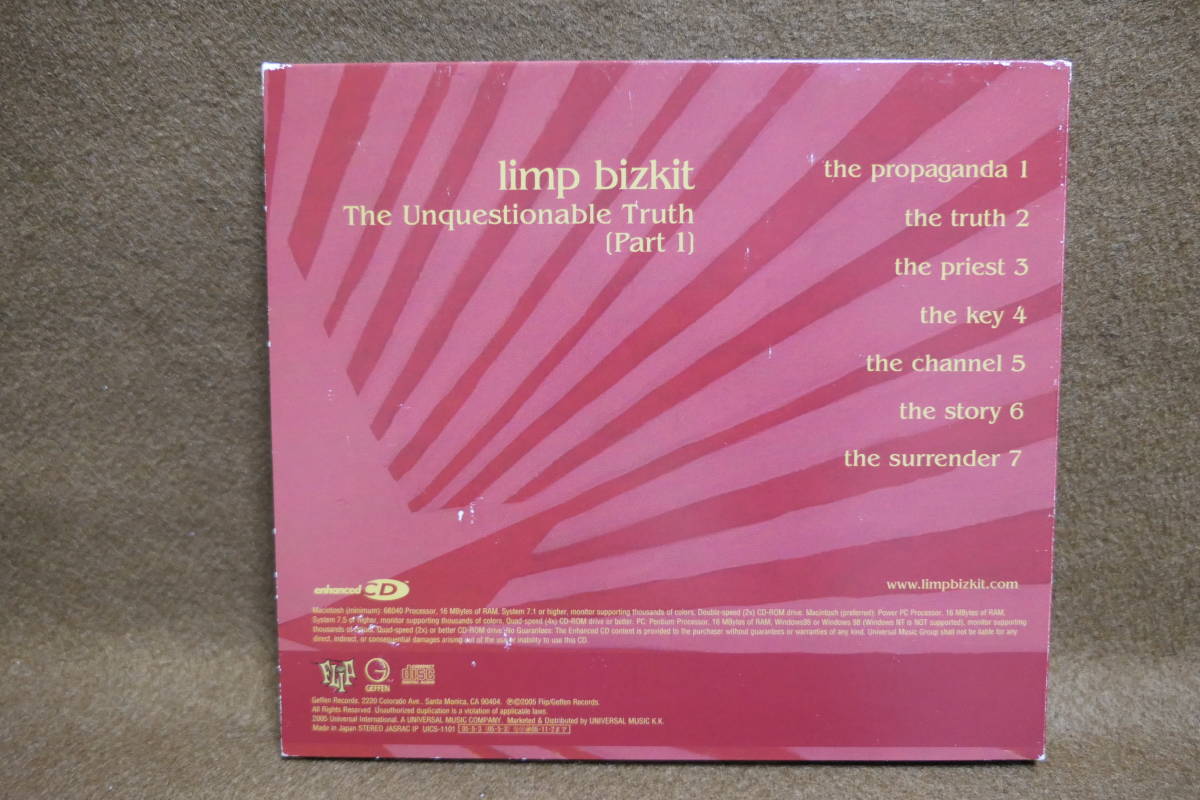 limp bizkit
The Unquestionable Truth
(Part 1)
the propaganda 1
the truth 2
the priest 3
the key 4
the channel 5
the story 6
the surrender 7
enhanced CD
www.limpbizkit.com
Macintosh (minimum): 68040 Processor, 16 MBytes of RAM, System 7.1 or higher, monitor supporting thousands of colors, Double-speed (2x) CD-ROM drive. Macintosh (preferred): Power PC Processor, 16 MBytes of RAM,
System 7.5 or higher, monitor supporting thousands of colors, Quad-speed (4x) CD-ROM drive or better. PC: Pentium Processor, 16 MBytes of RAM, Windows95 or Windows 98 (Windows NT is NOT supported), monitor supporting
thousands of colors, Quad-speed (2x) or better CD-ROM drive. No Guarantees: The Enhanced CD content is provided to the purchaser without guarantees or warranties of any kind. Universal Music Group shall not be liable for any
direct, indirect, or consequential damages arising out of the use or inability to use this CD.
FLiP
GEFFEN
COMPACT
disc
DIGITAL AUDIO
Geffen Records, 2220 Colorado Ave., Santa Monica, CA 90404. ℗©2005 Flip/Geffen Records.
All Rights Reserved. Unauthorized duplication is a violation of applicable laws.
2005 Universal International. A UNIVERSAL MUSIC COMPANY. Marketed & Distributed by UNIVERSAL MUSIC K.K.
Made in Japan STEREO JASRAC IP UICS-1101